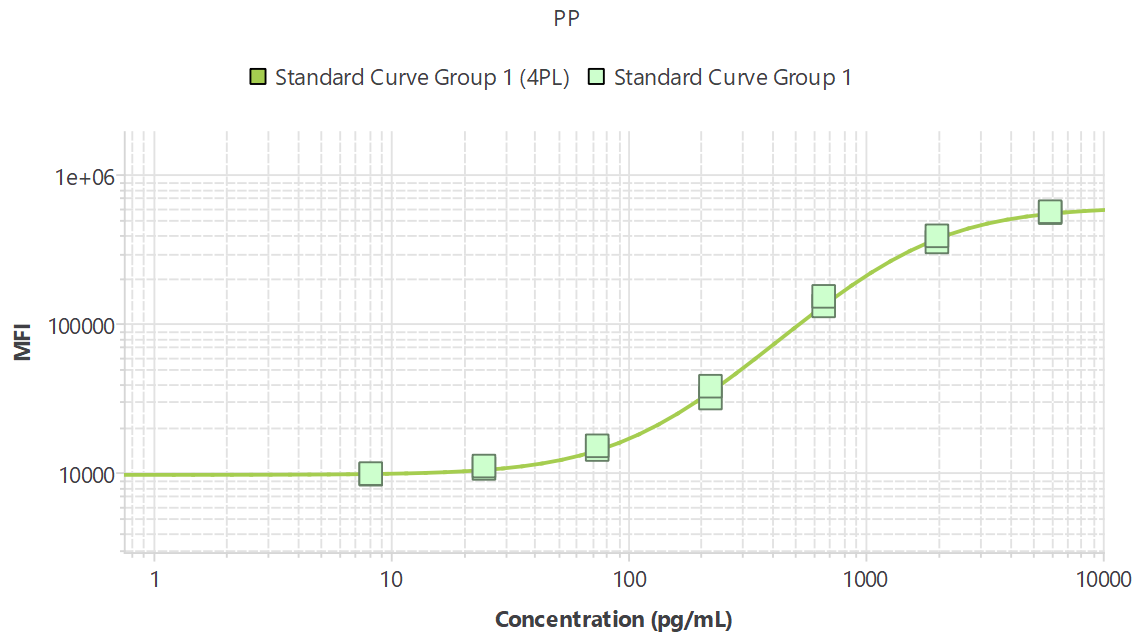 PP
Standard Curve Group 1 (4PL) Standard Curve Group 1
1e+06
100000
10000
MFI
1 10 100 1000 10000
Concentration (pg/mL)